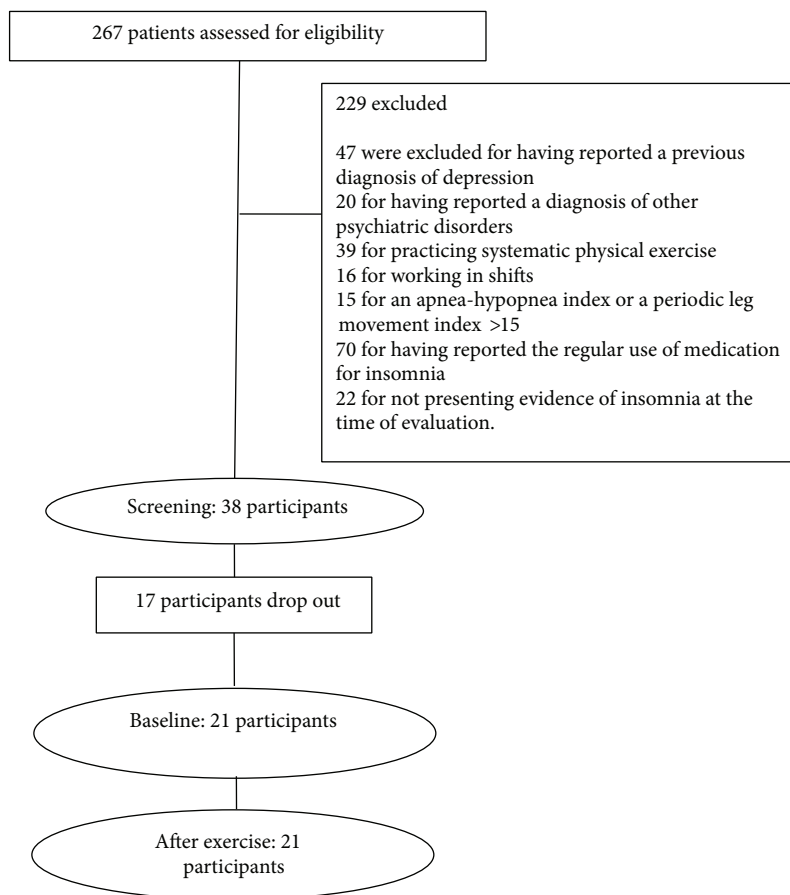 267 patients assessed for eligibility
229 excluded
47 were excluded for having reported a previous
diagnosis of depression
20 for having reported a diagnosis of other
psychiatric disorders
39 for practicing systematic physical exercise
16 for working in shifts
15 for an apnea-hypopnea index or a periodic leg
movement index >15
70 for having reported the regular use of medication
for insomnia
22 for not presenting evidence of insomnia at the
time of evaluation.
Screening: 38 participants
17 participants drop out
Baseline: 21 participants
After exercise: 21
participants